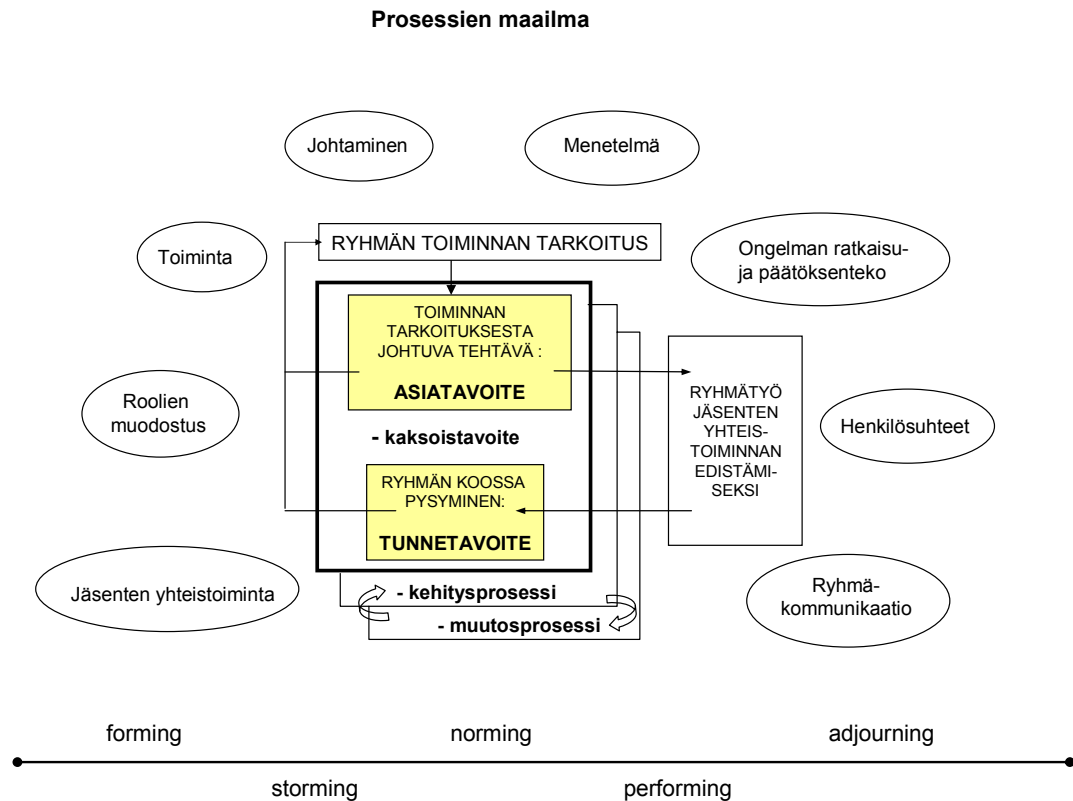 Prosessien maailma
Johtaminen
Menetelmä
Toiminta
RYHMÄN TOIMINNAN TARKOITUS
Ongelman ratkaisu-
ja päätöksenteko
TOIMINNAN
TARKOITUKSESTA
JOHTUVA TEHTÄVÄ :
ASIATAVOITE
Roolien
muodostus
- kaksoistavoite
RYHMÄTYÖ
JÄSENTEN
YHTEIS-
TOIMINNAN
EDISTÄMI-
SEKSI
Henkilösuhteet
RYHMÄN KOOSSA
PYSYMINEN:
TUNNETAVOITE
Jäsenten yhteistoiminta
- kehitysprosessi
- muutosprosessi
Ryhmä-
kommunikaatio
forming
norming
adjourning
storming
performing